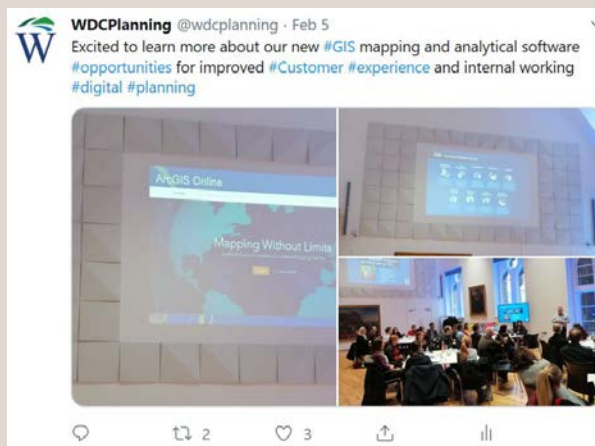 WDCPlanning @wdcplanning · Feb 5
Excited to learn more about our new #GIS mapping and analytical software
#opportunities for improved #Customer #experience and internal working
#digital #planning
ArcGIS Online
Mapping Without Limits
2
3